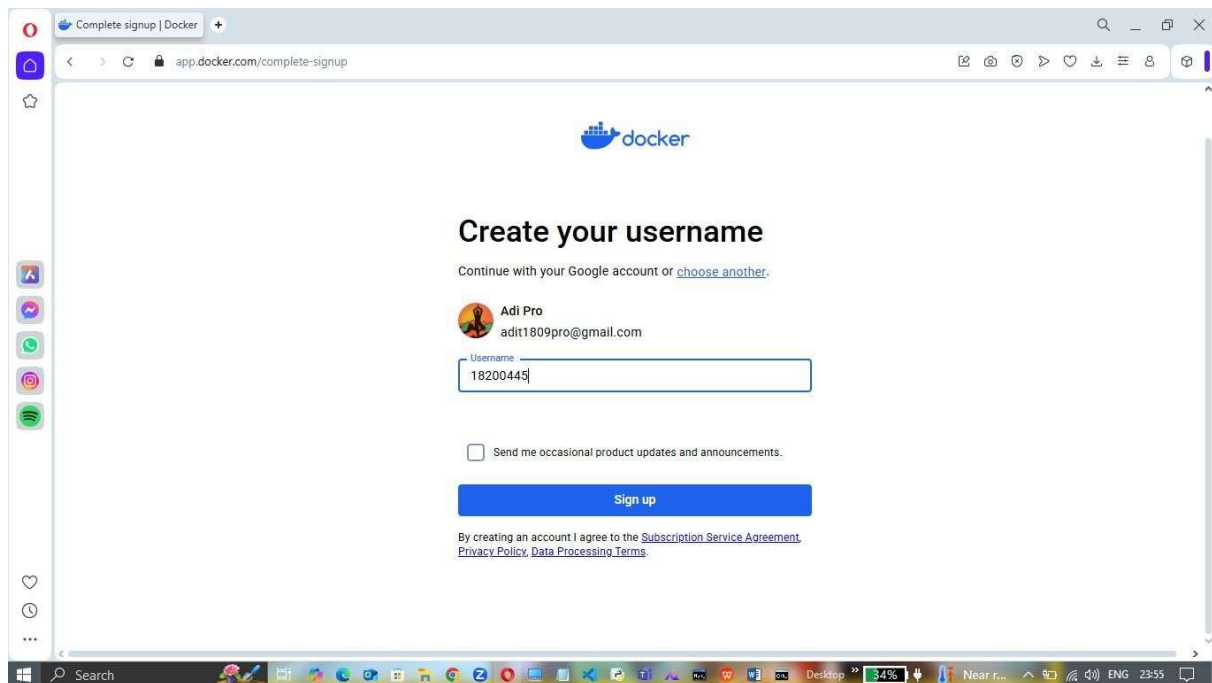 Complete signup | Docker
app.docker.com/complete-signup
docker
Create your username
Continue with your Google account or choose another.
Adi Pro
adit1809pro@gmail.com
Username
18200445
Send me occasional product updates and announcements.
Sign up
By creating an account I agree to the Subscription Service Agreement,
Privacy Policy, Data Processing Terms.
Search
Desktop
34%
Near r...
ENG
23:55